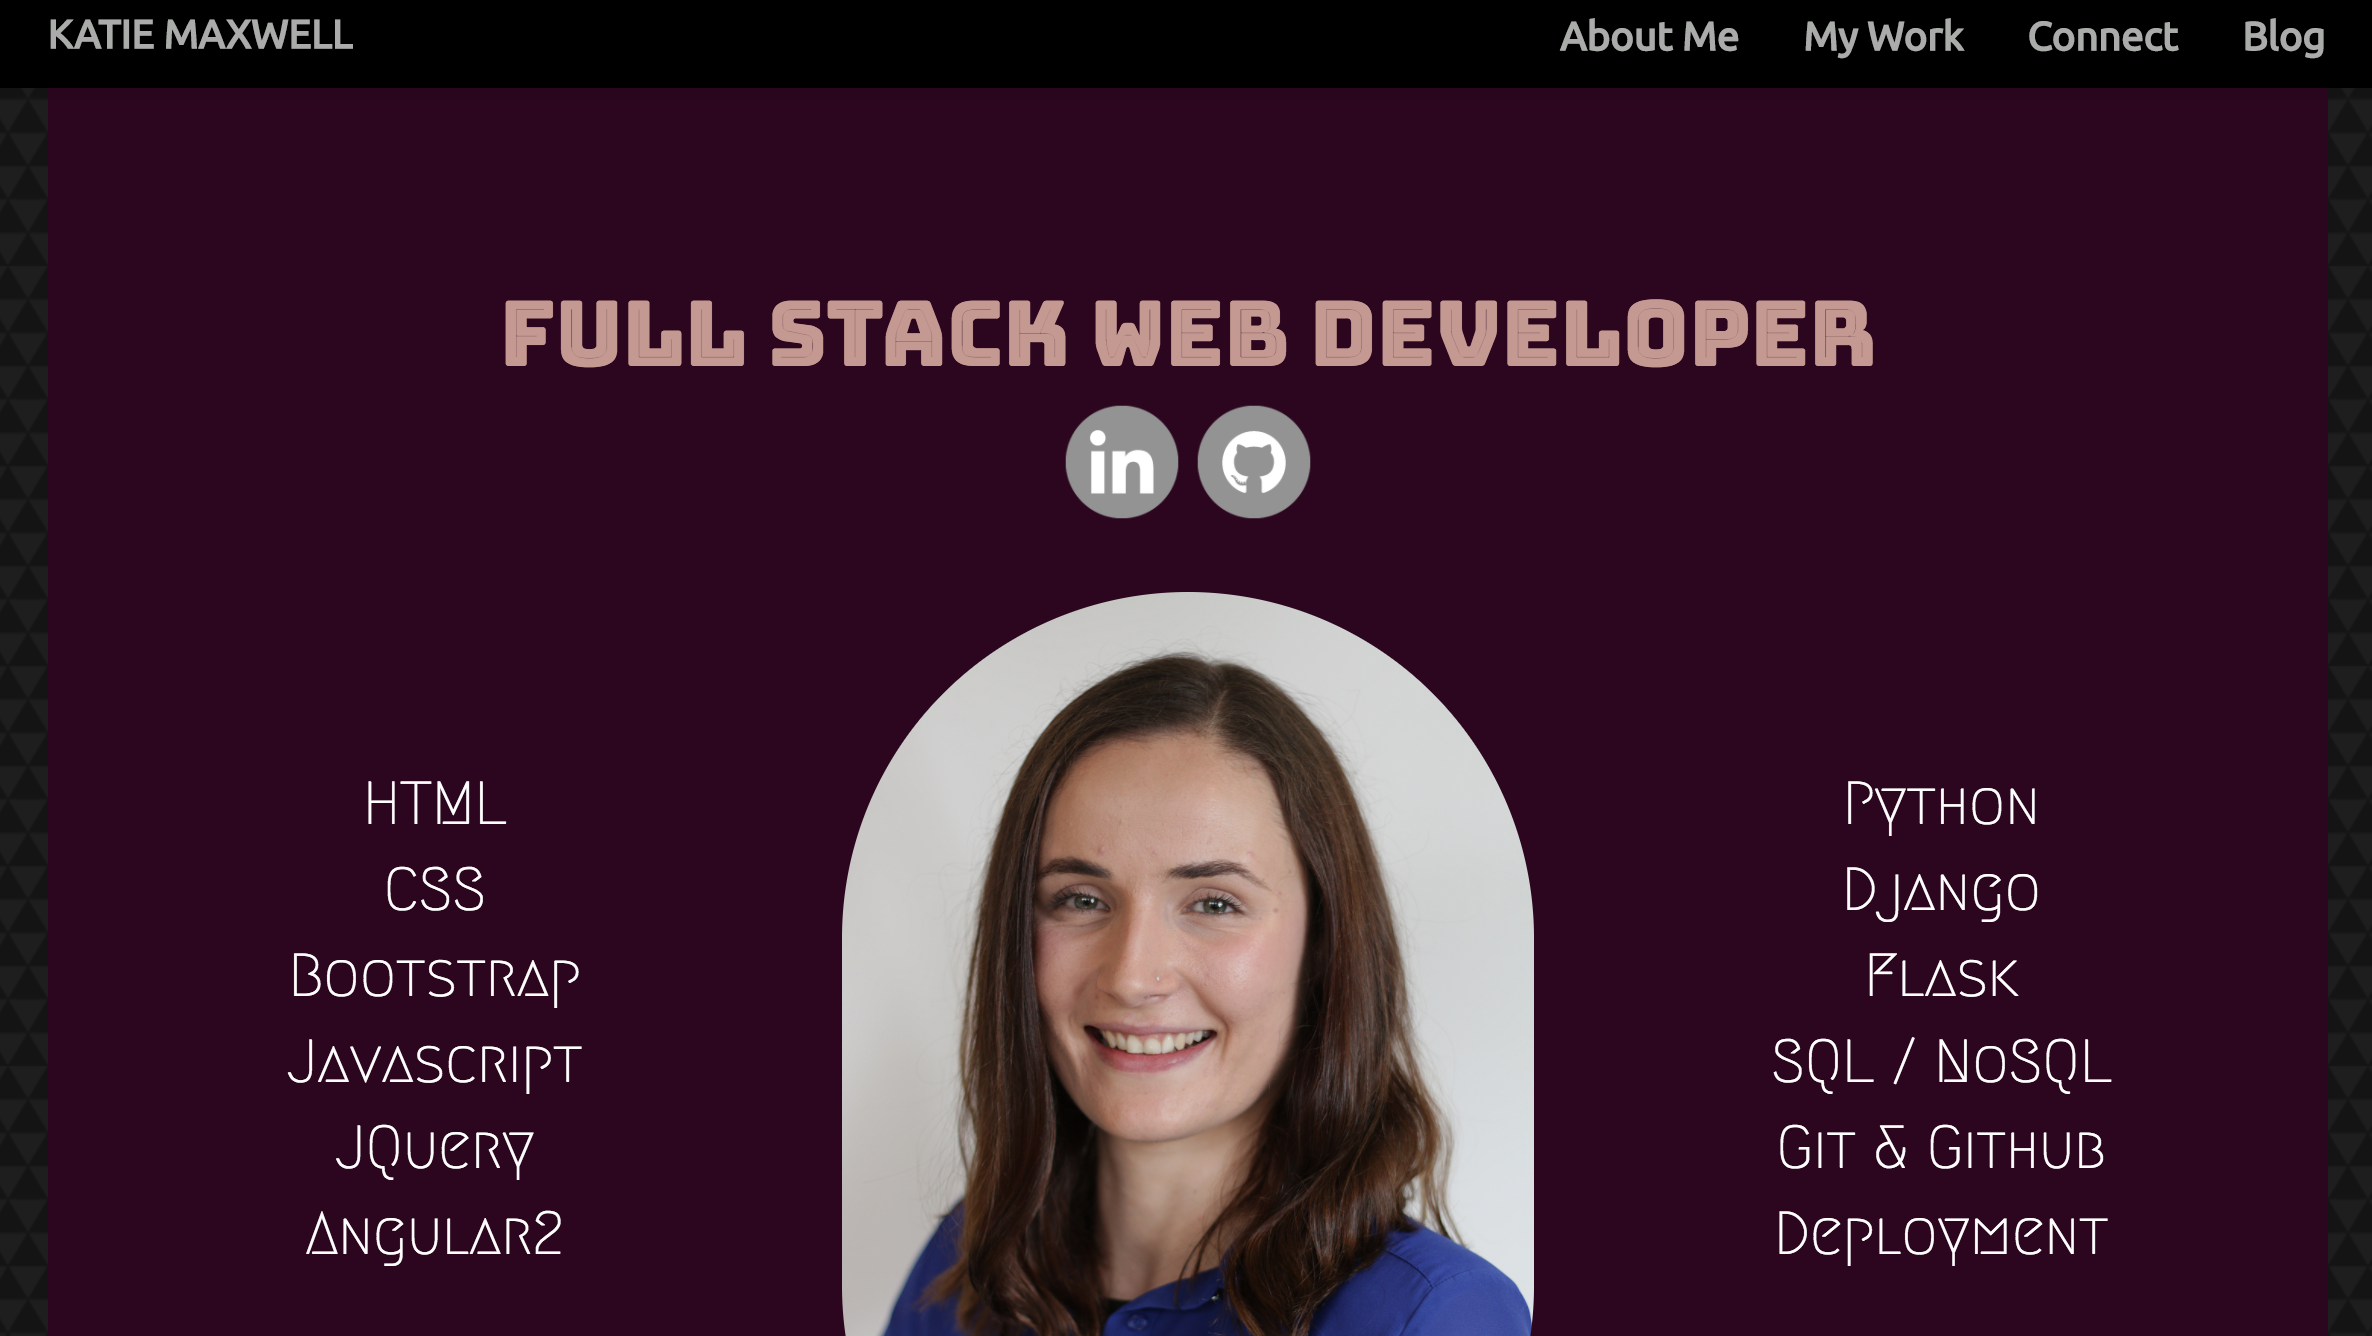 KATIE MAXWELL
About Me My Work Connect Blog
FULL STACK WEB DEVELOPER
in
HTML
CSS
Bootstrap
Javascript
JQuery
Angular2
Python
Django
Flask
SQL / NoSQL
Git & Github
Deployment